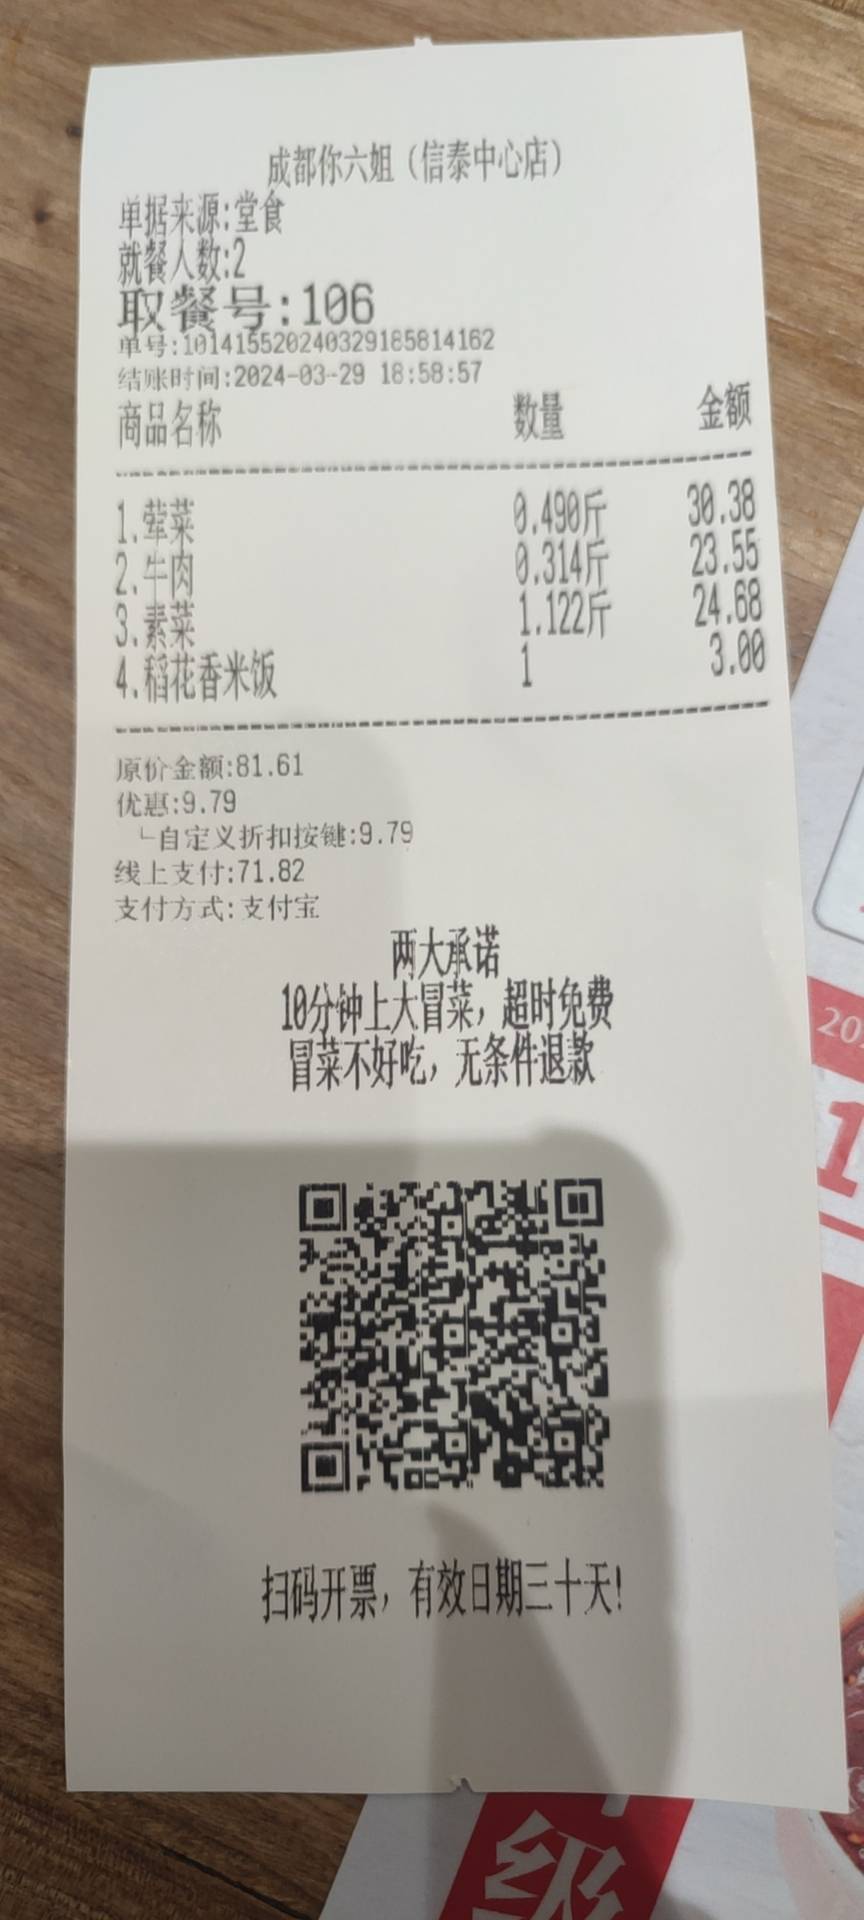 成都你六姐（信泰中心店）
单据来源:堂食
就餐人数:2
取餐号:106
单号:101415520240329185814162
结账时间:2024-03-29 18:58:57
商品名称 数量 金额
1.荤菜 0.490斤 30.38
2.牛肉 0.314斤 23.55
3.素菜 1.122斤 24.68
4.稻花香米饭 1 3.00
原价金额:81.61
优惠:9.79
└自定义折扣按键:9.79
线上支付:71.82
支付方式:支付宝
两大承诺
10分钟上大冒菜，超时免费
冒菜不好吃，无条件退款
扫码开票，有效日期三十天!
20
1
级